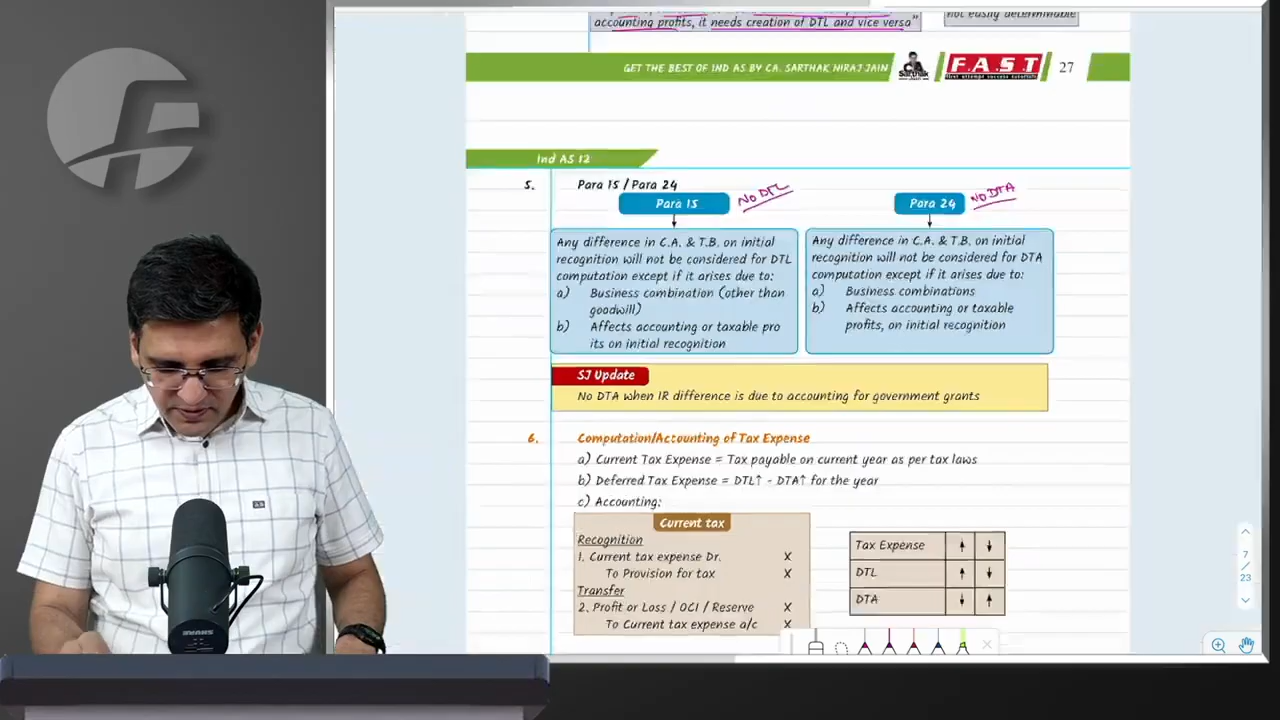 accounting profits, it needs creation of DTL and vice versa"
not easily determinable
GET THE BEST OF IND AS BY CA. SARTHAK NIRAJ JAIN
Sarthak
F.A.S.T
27
Ind AS 12
5. Para 15 / Para 24
Para 15
NO DTL
Para 24
NO DTA
Any difference in C.A. & T.B. on initial
recognition will not be considered for DTL
computation except if it arises due to:
a) Business combination (other than
goodwill)
b) Affects accounting or taxable pro
its on initial recognition
Any difference in C.A. & T.B. on initial
recognition will not be considered for DTA
computation except if it arises due to:
a) Business combinations
b) Affects accounting or taxable
profits, on initial recognition
SJ Update
No DTA when IR difference is due to accounting for government grants
6. Computation/Accounting of Tax Expense
a) Current Tax Expense = Tax payable on current year as per tax laws
b) Deferred Tax Expense = DTL↑ - DTA↑ for the year
c) Accounting:
Current tax
Recognition
1. Current tax expense Dr. X
To Provision for tax X
Transfer
2. Profit or Loss / OCI / Reserve X
To Current tax expense a/c X
Tax Expense ↑ ↓
DTL ↑ ↓
DTA ↓ ↑
7
/
23
SHURE